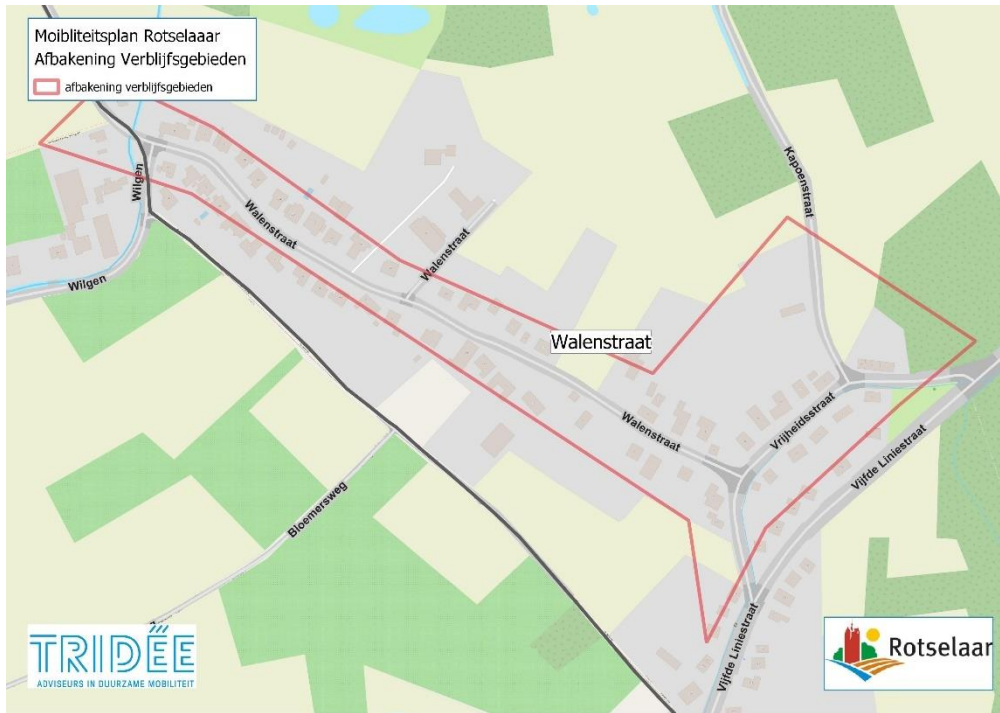 Moibliteitsplan Rotselaaar
Afbakening Verblijfsgebieden
afbakening verblijfsgebieden
Wilgen
Wilgen
Walenstraat
Walenstraat
Kapoenstraat
Walenstraat
Walenstraat
Vrijheidsstraat
Vijfde Liniestraat
Bloemersweg
Vijfde Liniestraat
TRIDËE
ADVISEURS IN DUURZAME MOBILITEIT
Rotselaar